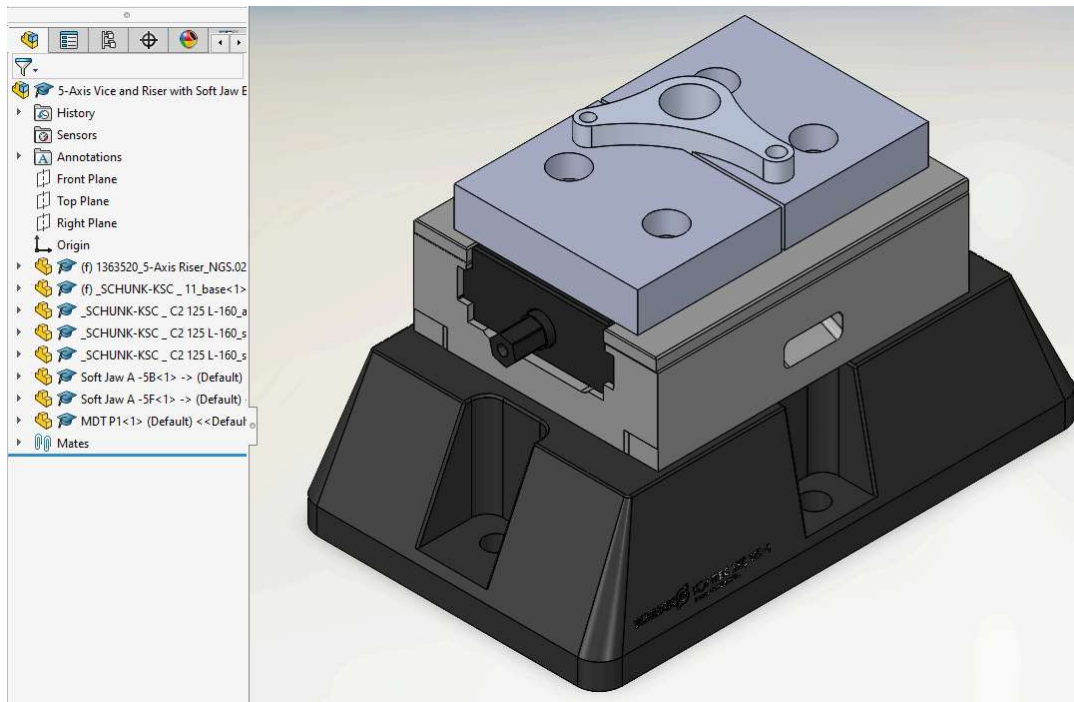 5-Axis Vice and Riser with Soft Jaw E
History
Sensors
A Annotations
Front Plane
Top Plane
Right Plane
Origin
(f) 1363520_5-Axis Riser_NGS.02
(f) _SCHUNK-KSC _ 11_base<1>
_SCHUNK-KSC _ C2 125 L-160_a
_SCHUNK-KSC _ C2 125 L-160_s
_SCHUNK-KSC _ C2 125 L-160_s
Soft Jaw A -5B<1> -> (Default)
Soft Jaw A -5F<1> -> (Default)
MDT P1<1> (Default) <<Defaul
Mates
SCHUNK